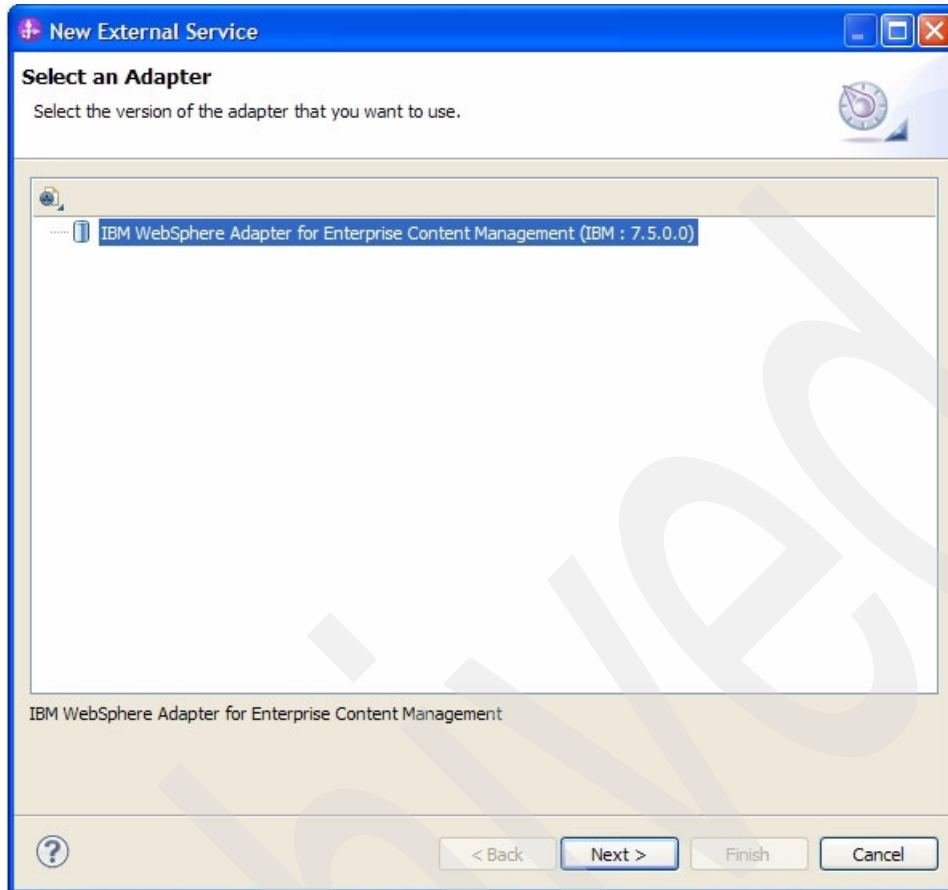 New External Service
Select an Adapter
Select the version of the adapter that you want to use.
IBM WebSphere Adapter for Enterprise Content Management (IBM : 7.5.0.0)
IBM WebSphere Adapter for Enterprise Content Management
? < Back Next > Finish Cancel